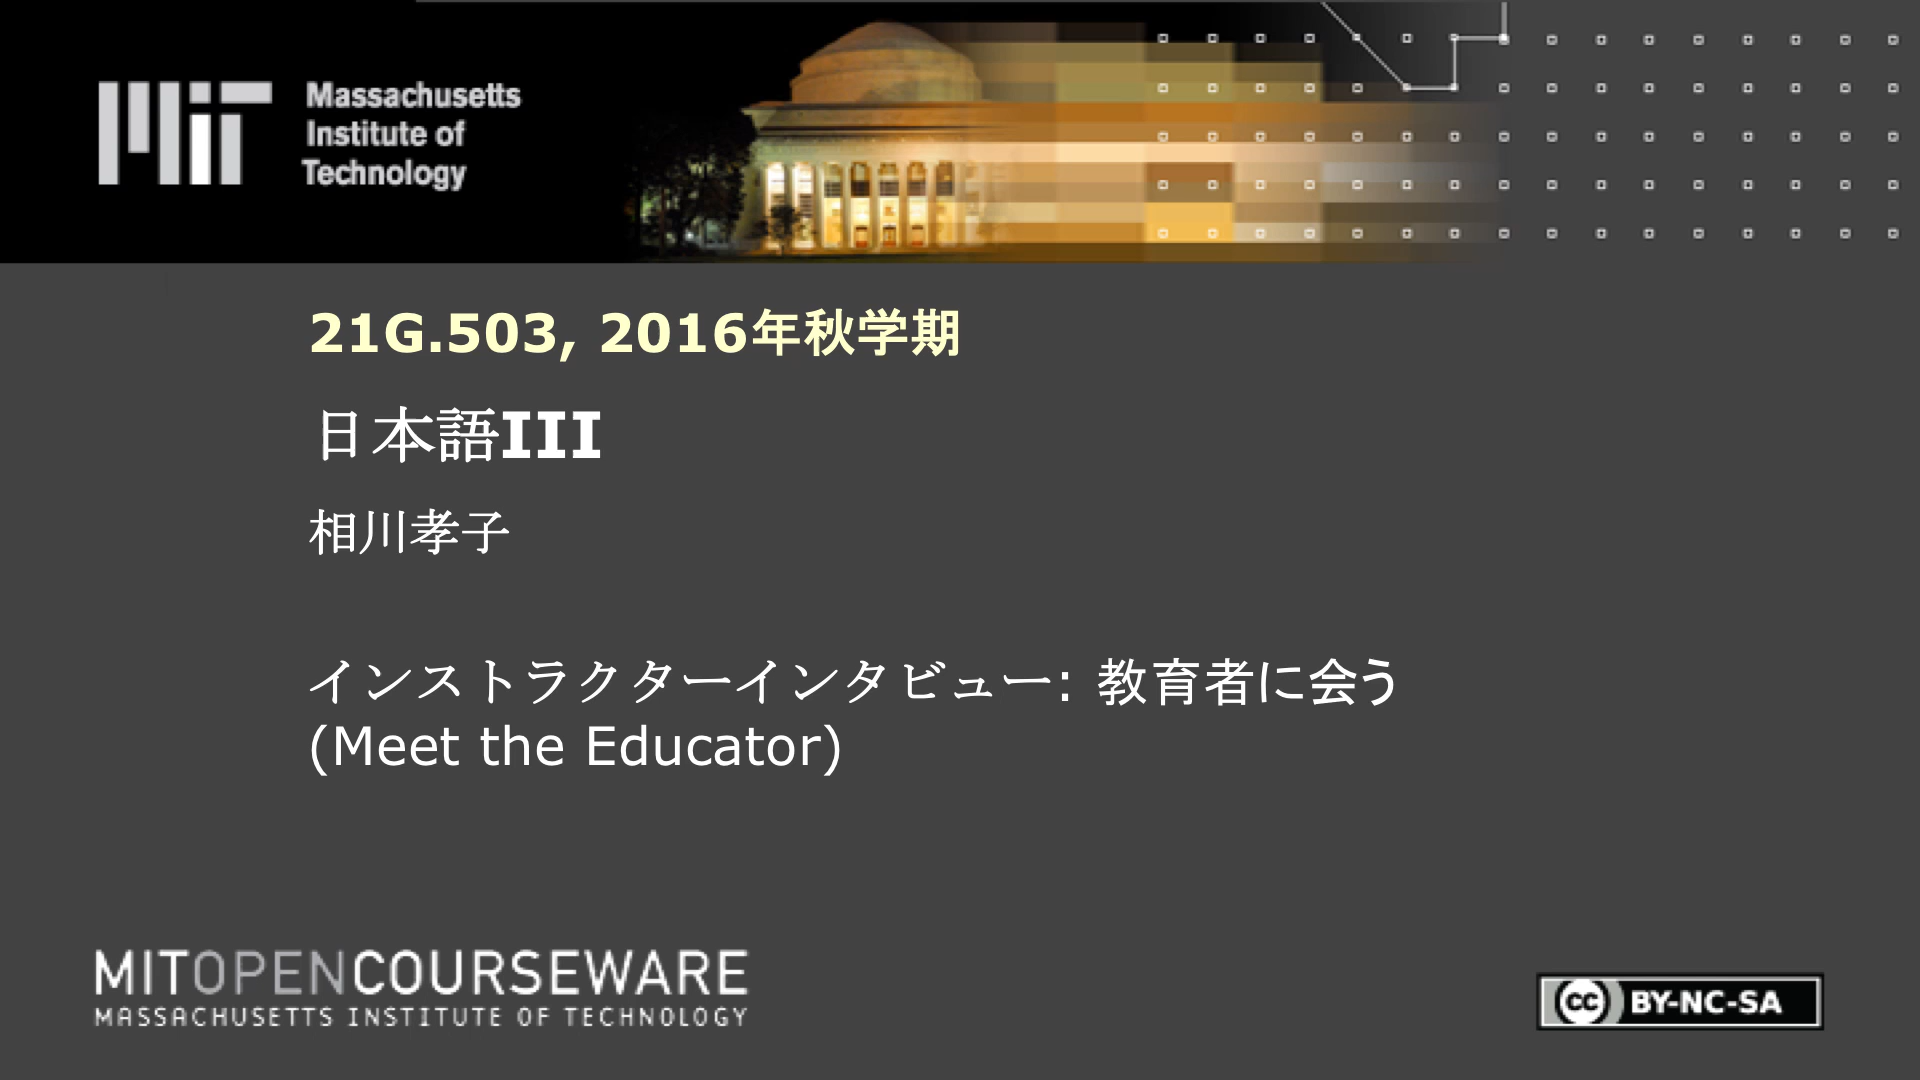 Massachusetts
Institute of
Technology
21G.503, 2016年秋学期
日本語III
相川孝子
インストラクターインタビュー: 教育者に会う
(Meet the Educator)
MITOPENCOURSEWARE
MASSACHUSETTS INSTITUTE OF TECHNOLOGY
cc BY-NC-SA